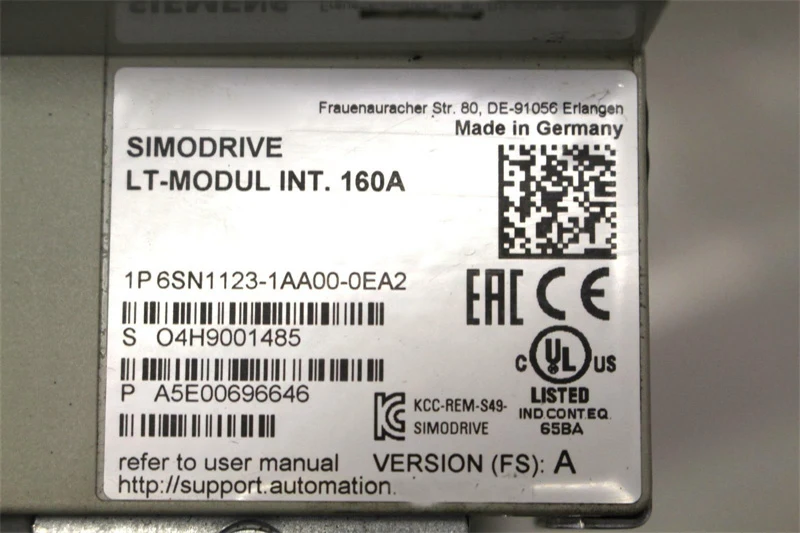 Frauenauracher Str. 80, DE-91056 Erlangen
Made in Germany
SIMODRIVE
LT-MODUL INT. 160A
1P 6SN1123-1AA00-0EA2
S O4H9001485
P A5E00696646
EAC CE
C UL US
LISTED
IND CONT.EQ.
65BA
KCC-REM-S49-
SIMODRIVE
refer to user manual VERSION (FS): A
http://support.automation.